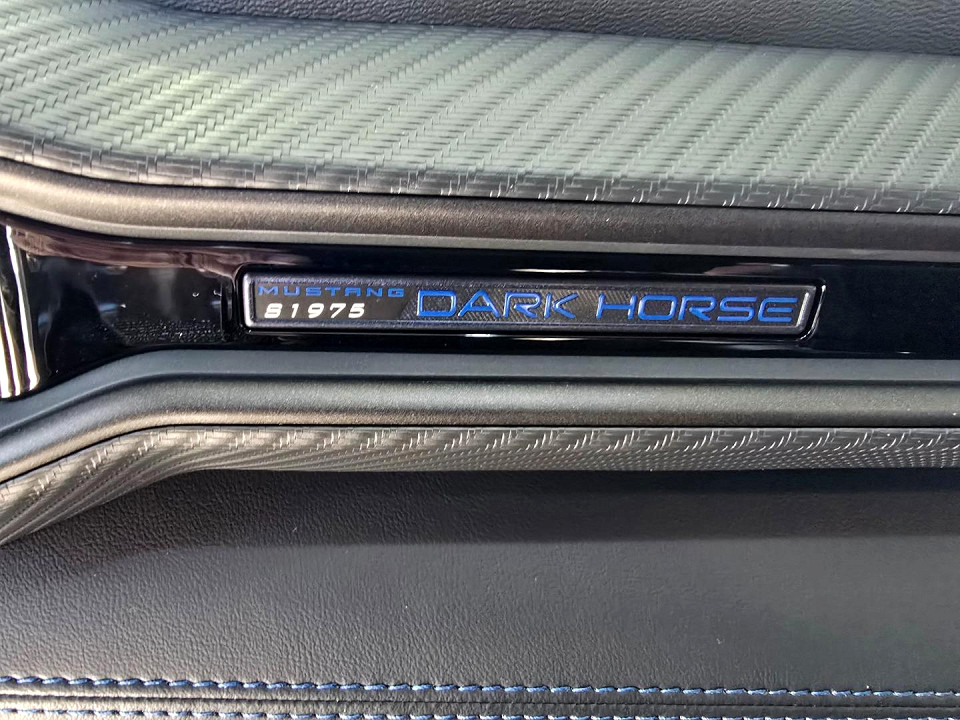 MUSTANG
S1975
DARK HORSE